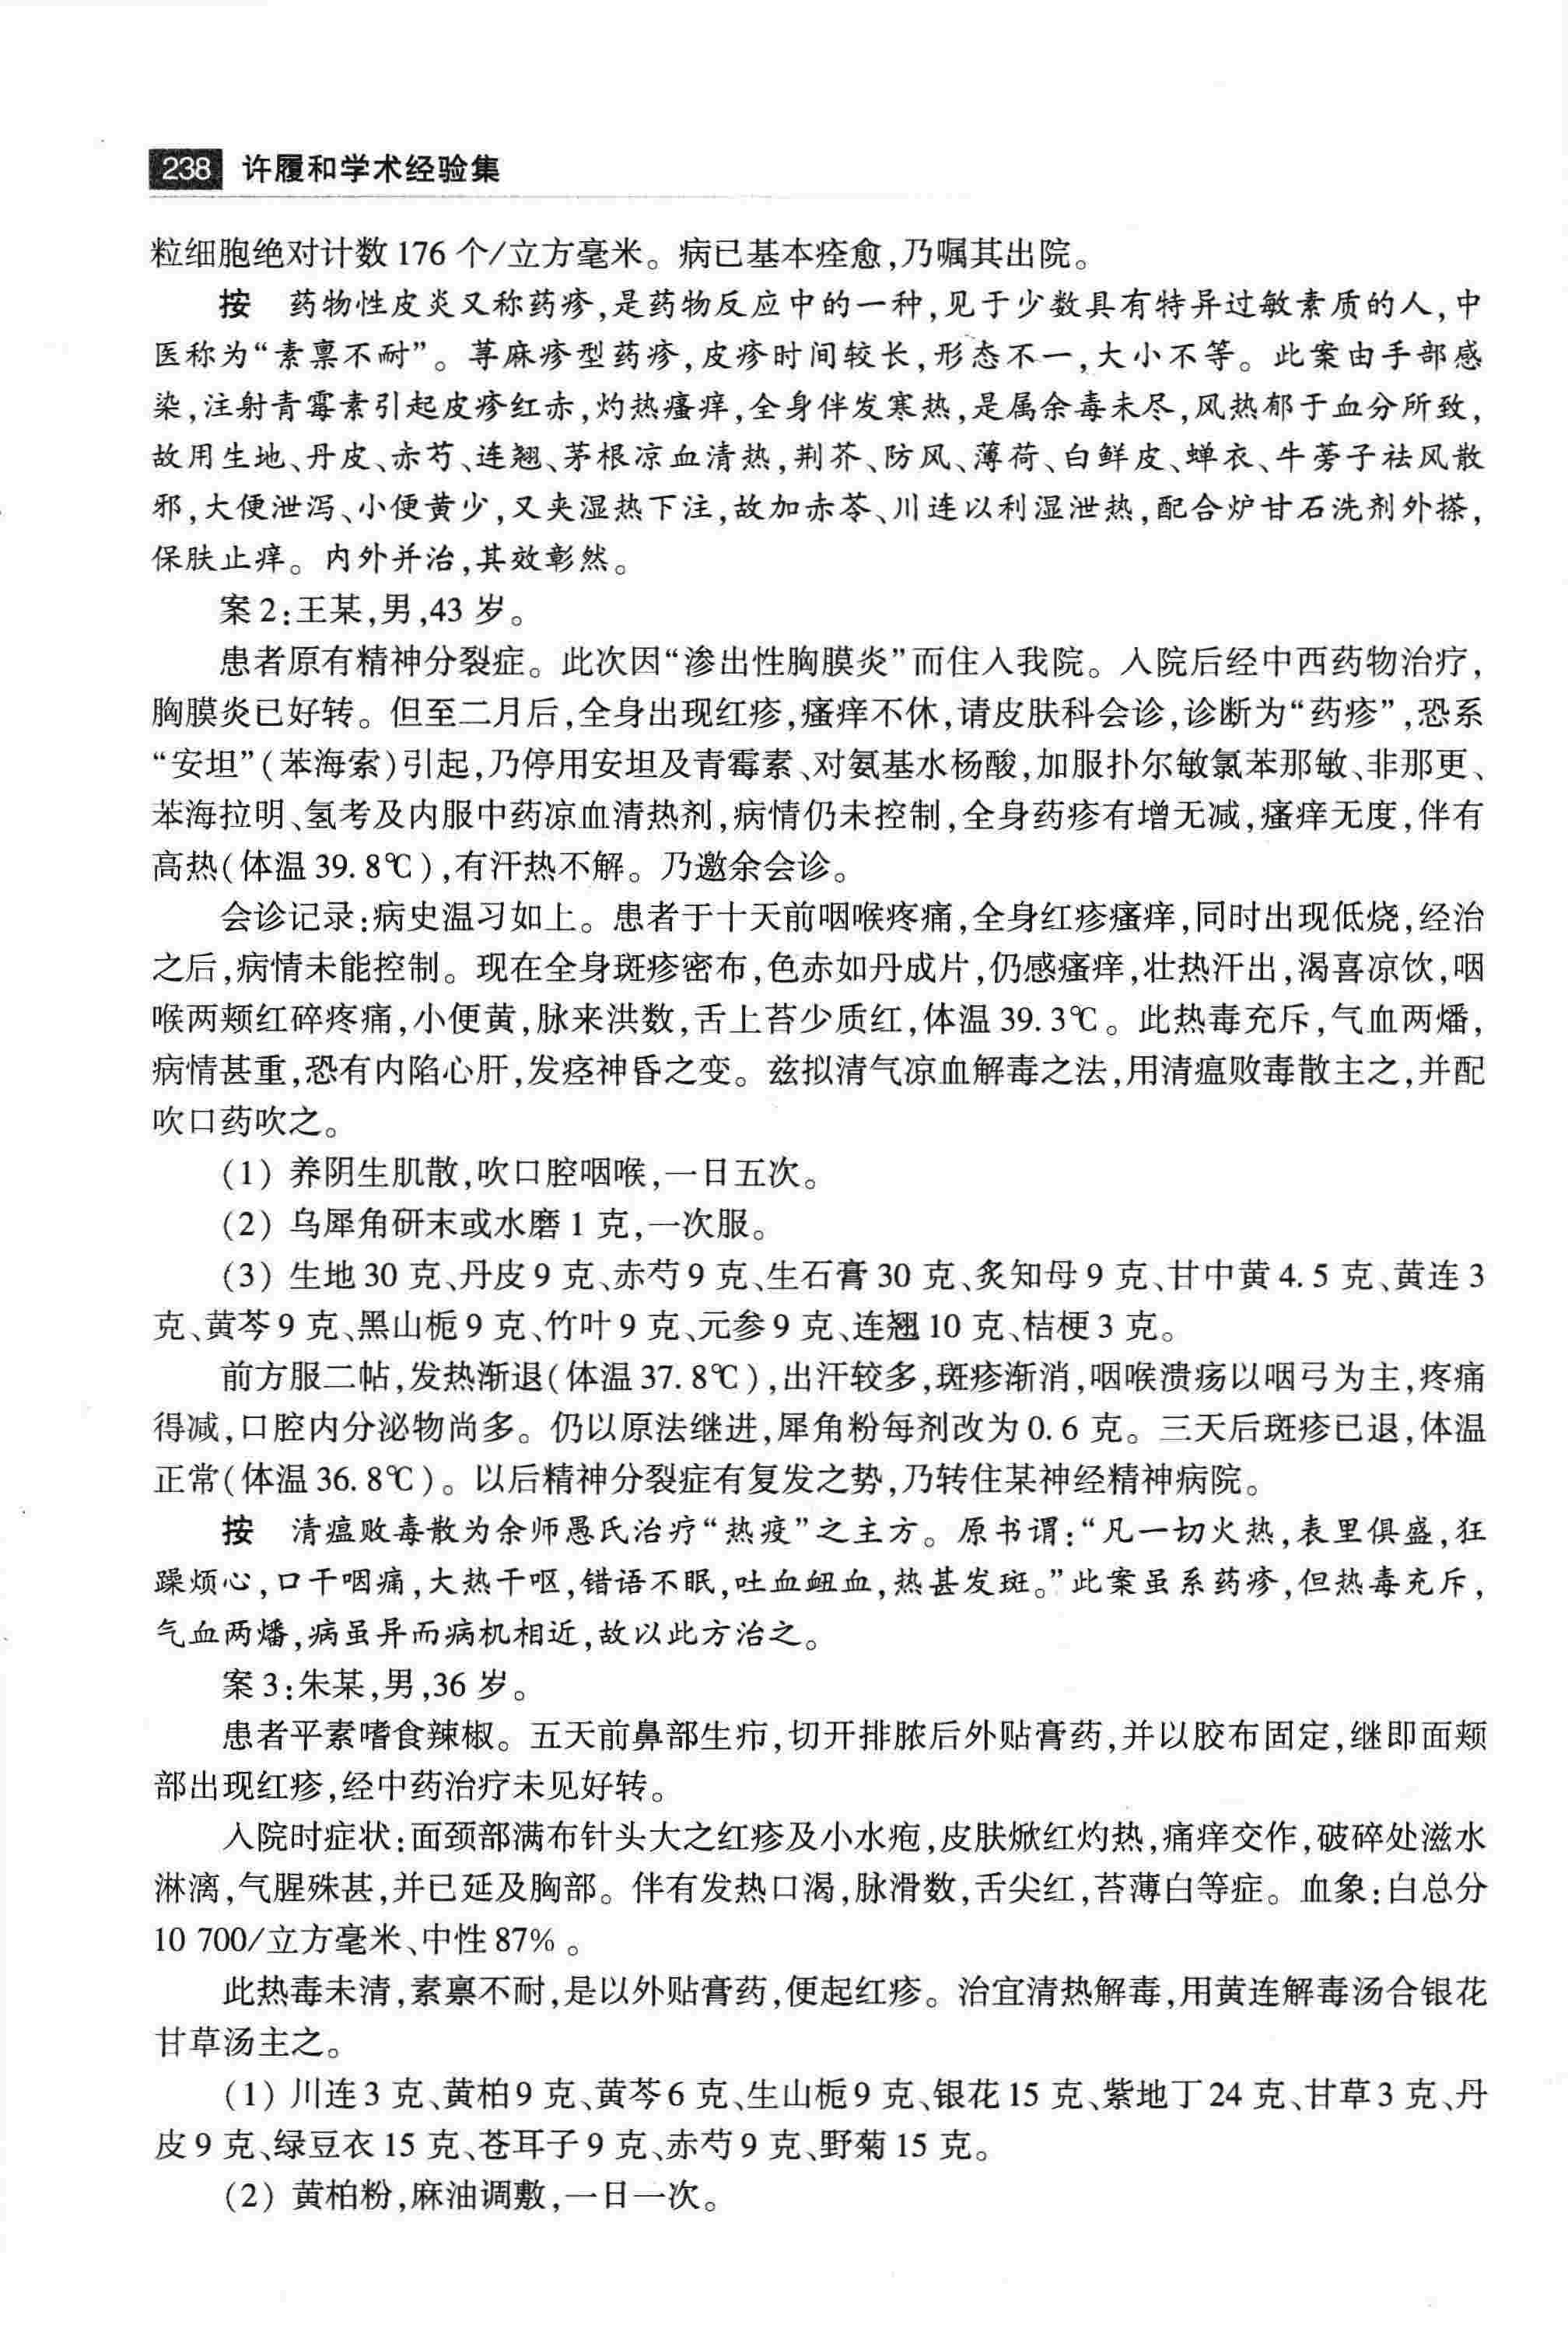 238 许履和学术经验集
粒细胞绝对计数 176 个/立方毫米。病已基本痊愈,乃嘱其出院。
按 药物性皮炎又称药疹,是药物反应中的一种,见于少数具有特异过敏素质的人,中
医称为“素禀不耐”。荨麻疹型药疹,皮疹时间较长,形态不一,大小不等。此案由手部感
染,注射青霉素引起皮疹红赤,灼热瘙痒,全身伴发寒热,是属余毒未尽,风热郁于血分所致,
故用生地、丹皮、赤芍、连翘、茅根凉血清热,荆芥、防风、薄荷、白鲜皮、蝉衣、牛蒡子祛风散
邪,大便泄泻、小便黄少,又夹湿热下注,故加赤苓、川连以利湿泄热,配合炉甘石洗剂外搽,
保肤止痒。内外并治,其效彰然。
案 2:王某,男,43 岁。
患者原有精神分裂症。此次因“渗出性胸膜炎”而住入我院。入院后经中西药物治疗,
胸膜炎已好转。但至二月后,全身出现红疹,瘙痒不休,请皮肤科会诊,诊断为“药疹”,恐系
“安坦”(苯海索)引起,乃停用安坦及青霉素、对氨基水杨酸,加服扑尔敏氯苯那敏、非那更、
苯海拉明、氢考及内服中药凉血清热剂,病情仍未控制,全身药疹有增无减,瘙痒无度,伴有
高热(体温 39. 8℃),有汗热不解。乃邀余会诊。
会诊记录:病史温习如上。患者于十天前咽喉疼痛,全身红疹瘙痒,同时出现低烧,经治
之后,病情未能控制。现在全身斑疹密布,色赤如丹成片,仍感瘙痒,壮热汗出,渴喜凉饮,咽
喉两颊红碎疼痛,小便黄,脉来洪数,舌上苔少质红,体温 39. 3℃。此热毒充斥,气血两燔,
病情甚重,恐有内陷心肝,发痉神昏之变。兹拟清气凉血解毒之法,用清瘟败毒散主之,并配
吹口药吹之。
(1) 养阴生肌散,吹口腔咽喉,一日五次。
(2) 乌犀角研末或水磨 1 克,一次服。
(3) 生地 30 克、丹皮 9 克、赤芍 9 克、生石膏 30 克、炙知母 9 克、甘中黄 4. 5 克、黄连 3
克、黄芩 9 克、黑山栀 9 克、竹叶 9 克、元参 9 克、连翘 10 克、桔梗 3 克。
前方服二帖,发热渐退(体温 37. 8℃),出汗较多,斑疹渐消,咽喉溃疡以咽弓为主,疼痛
得减,口腔内分泌物尚多。仍以原法继进,犀角粉每剂改为 0. 6 克。三天后斑疹已退,体温
正常(体温 36. 8℃)。以后精神分裂症有复发之势,乃转住某神经精神病院。
按 清瘟败毒散为余师愚氏治疗“热疫”之主方。原书谓:“凡一切火热,表里俱盛,狂
躁烦心,口干咽痛,大热干呕,错语不眠,吐血衄血,热甚发斑。”此案虽系药疹,但热毒充斥,
气血两燔,病虽异而病机相近,故以此方治之。
案 3:朱某,男,36 岁。
患者平素嗜食辣椒。五天前鼻部生疖,切开排脓后外贴膏药,并以胶布固定,继即面颊
部出现红疹,经中药治疗未见好转。
入院时症状:面颈部满布针头大之红疹及小水疱,皮肤焮红灼热,痛痒交作,破碎处滋水
淋漓,气腥殊甚,并已延及胸部。伴有发热口渴,脉滑数,舌尖红,苔薄白等症。血象:白总分
10 700/立方毫米、中性 87% 。
此热毒未清,素禀不耐,是以外贴膏药,便起红疹。治宜清热解毒,用黄连解毒汤合银花
甘草汤主之。
(1) 川连 3 克、黄柏 9 克、黄芩 6 克、生山栀 9 克、银花 15 克、紫地丁 24 克、甘草 3 克、丹
皮 9 克、绿豆衣 15 克、苍耳子 9 克、赤芍 9 克、野菊 15 克。
(2) 黄柏粉,麻油调敷,一日一次。